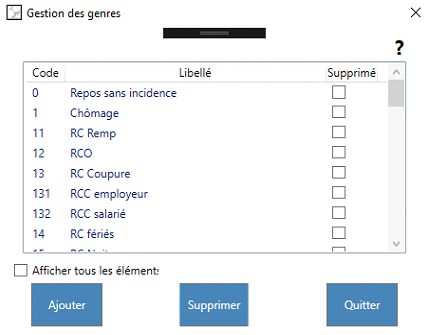 Gestion des genres
?
Code Libellé Supprimé
0 Repos sans incidence
1 Chômage
11 RC Remp
12 RCO
13 RC Coupure
131 RCC employeur
132 RCC salarié
14 RC fériés
Afficher tous les élément:
Ajouter Supprimer Quitter